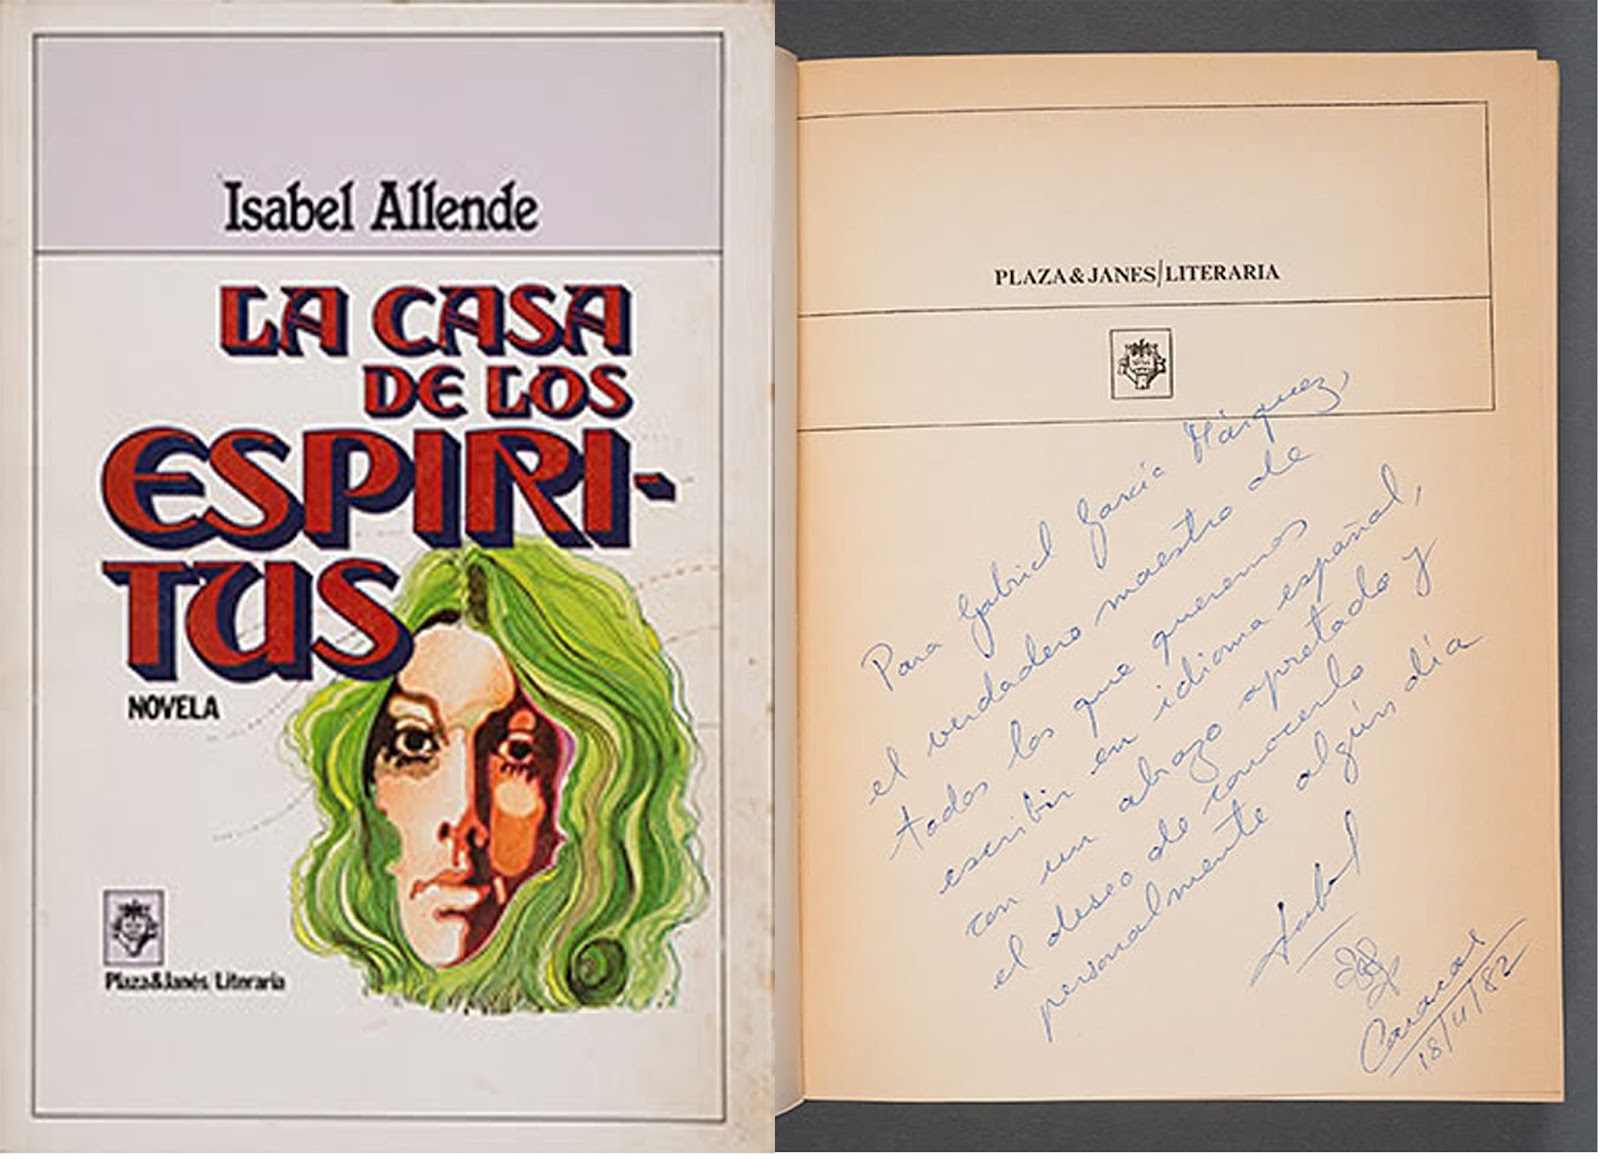 Isabel Allende
LA CASA
DE LOS
ESPIRI-
TUS
NOVELA
Plaza&Janés Literaria
PLAZA & JANES/LITERARIA
Para Gabriel García Márquez,
el verdadero maestro de
todos los que queremos
escribir en idioma español,
con un abrazo apretado y
el deseo de conocerlo
personalmente algún día
Isabel
Caracas
18/11/82